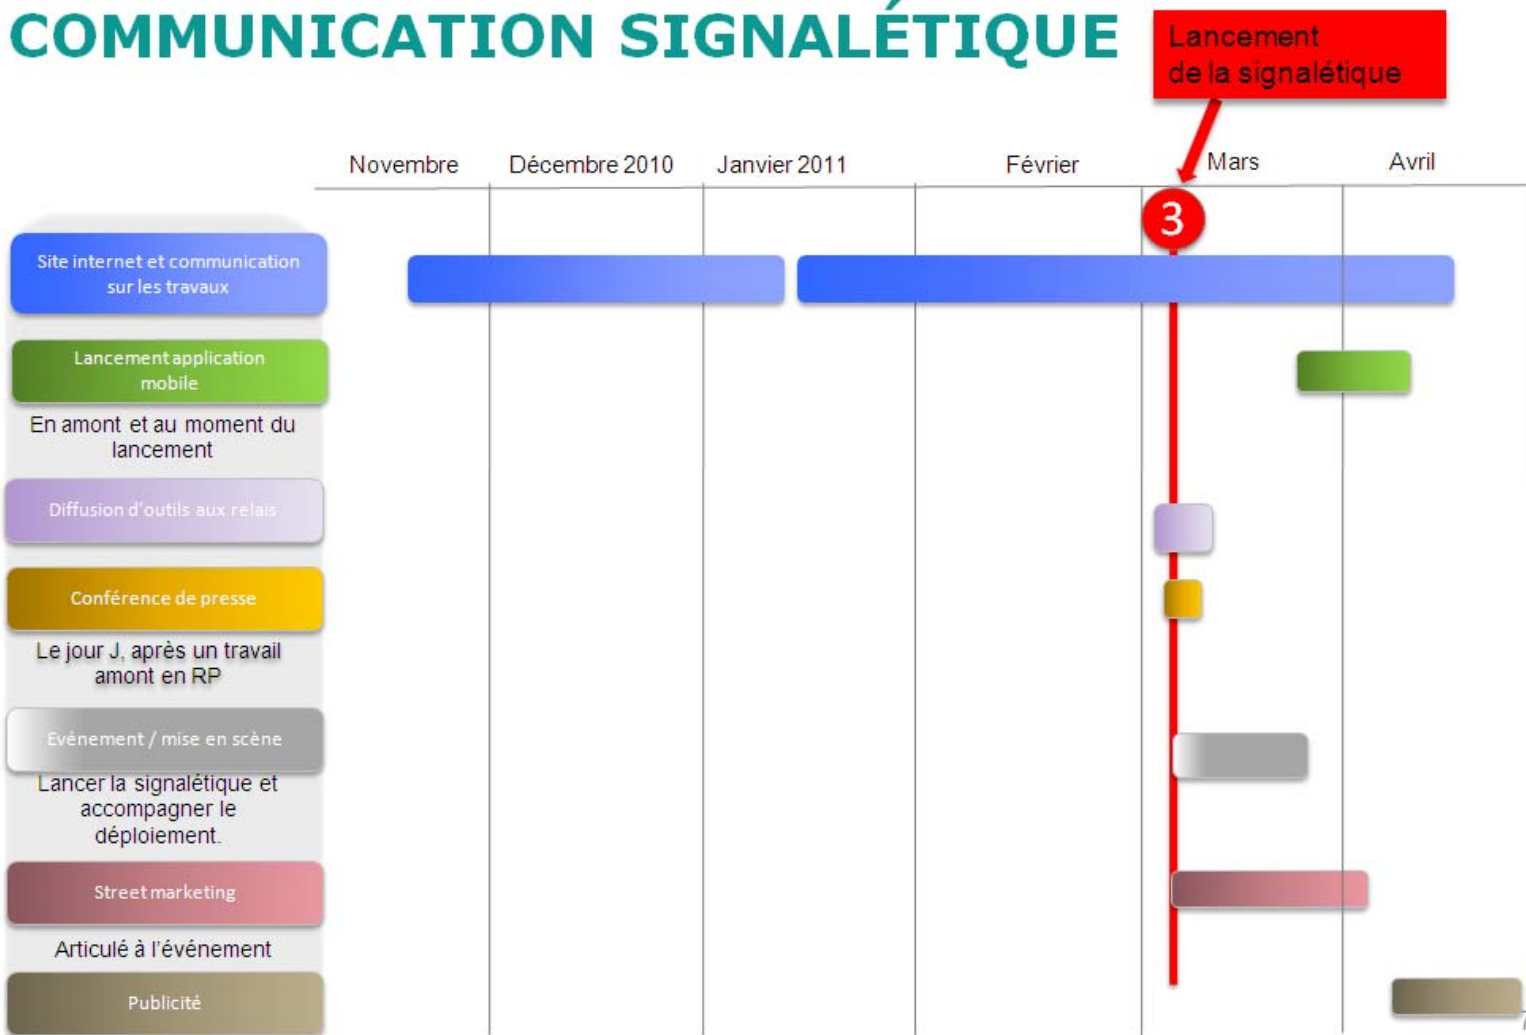 COMMUNICATION SIGNALÉTIQUE
Lancement
de la signalétique
Novembre
Décembre 2010
Janvier 2011
Février
Mars
Avril
3
Site internet et communication
sur les travaux
Lancement application
mobile
En amont et au moment du
lancement
Diffusion d'outils aux relais
Conférence de presse
Le jour J, après un travail
amont en RP
Evénement / mise en scène
Lancer la signalétique et
accompagner le
déploiement.
Street marketing
Articulé à l'événement
Publicité